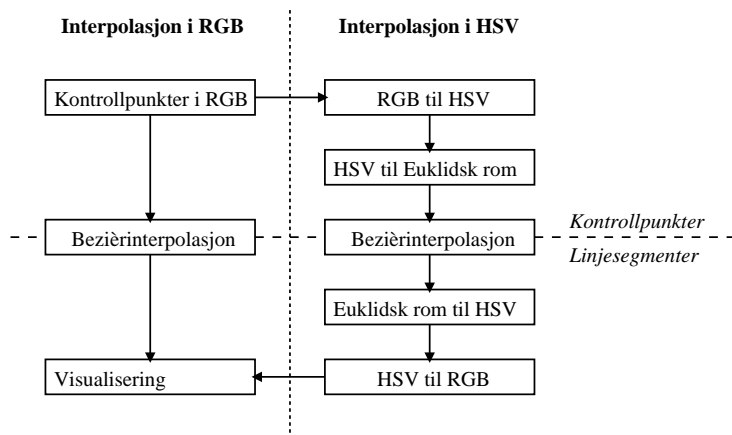 Interpolasjon i RGB
Interpolasjon i HSV
Kontrollpunkter i RGB
RGB til HSV
HSV til Euklidsk rom
Bezièrinterpolasjon
Bezièrinterpolasjon
Kontrollpunkter
Linjesegmenter
Euklidsk rom til HSV
Visualisering
HSV til RGB